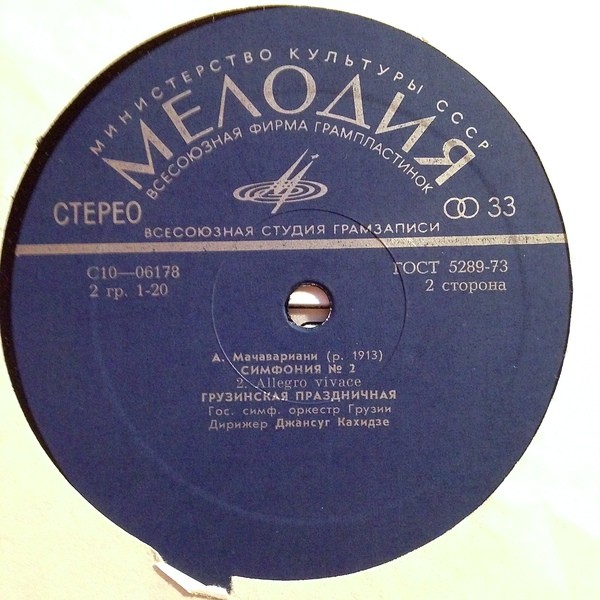 МИНИСТЕРСТВО КУЛЬТУРЫ СССР
МЕЛОДИЯ
ВСЕСОЮЗНАЯ ФИРМА ГРАМПЛАСТИНОК
СТЕРЕО
33
ВСЕСОЮЗНАЯ СТУДИЯ ГРАМЗАПИСИ
С10—06178
ГОСТ 5289-73
2 гр. 1-20
2 сторона
А. Мачавариани (р. 1913)
СИМФОНИЯ № 2
2. Allegro vivace
ГРУЗИНСКАЯ ПРАЗДНИЧНАЯ
Гос. симф. оркестр Грузии
Дирижер Джансуг Кахидзе